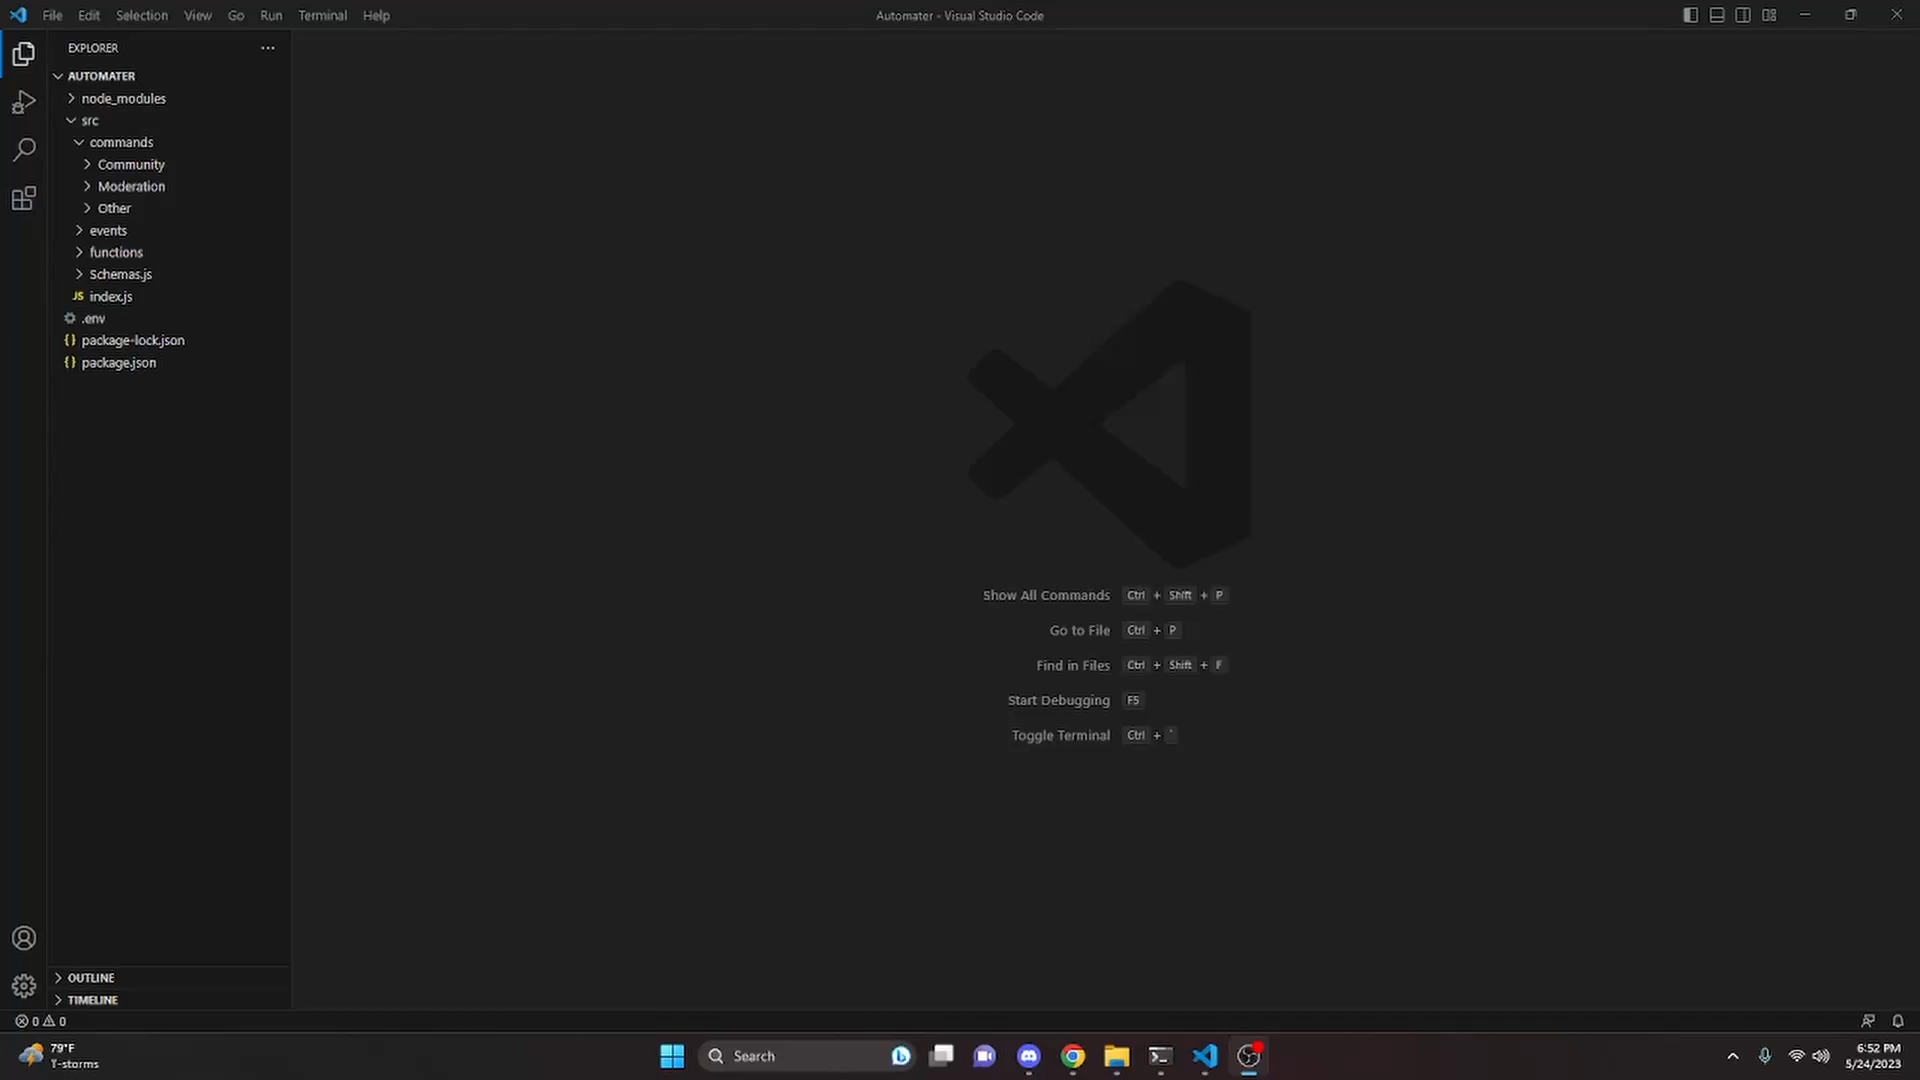 File Edit Selection View Go Run Terminal Help
Automater - Visual Studio Code
EXPLORER
AUTOMATER
node_modules
src
commands
Community
Moderation
Other
events
functions
Schemas.js
JS index.js
.env
{} package-lock.json
{} package.json
Show All Commands Ctrl + Shift + P
Go to File Ctrl + P
Find in Files Ctrl + Shift + F
Start Debugging F5
Toggle Terminal Ctrl + `
OUTLINE
TIMELINE
0 0
79°F
T-storms
Search
6:52 PM
5/24/2023